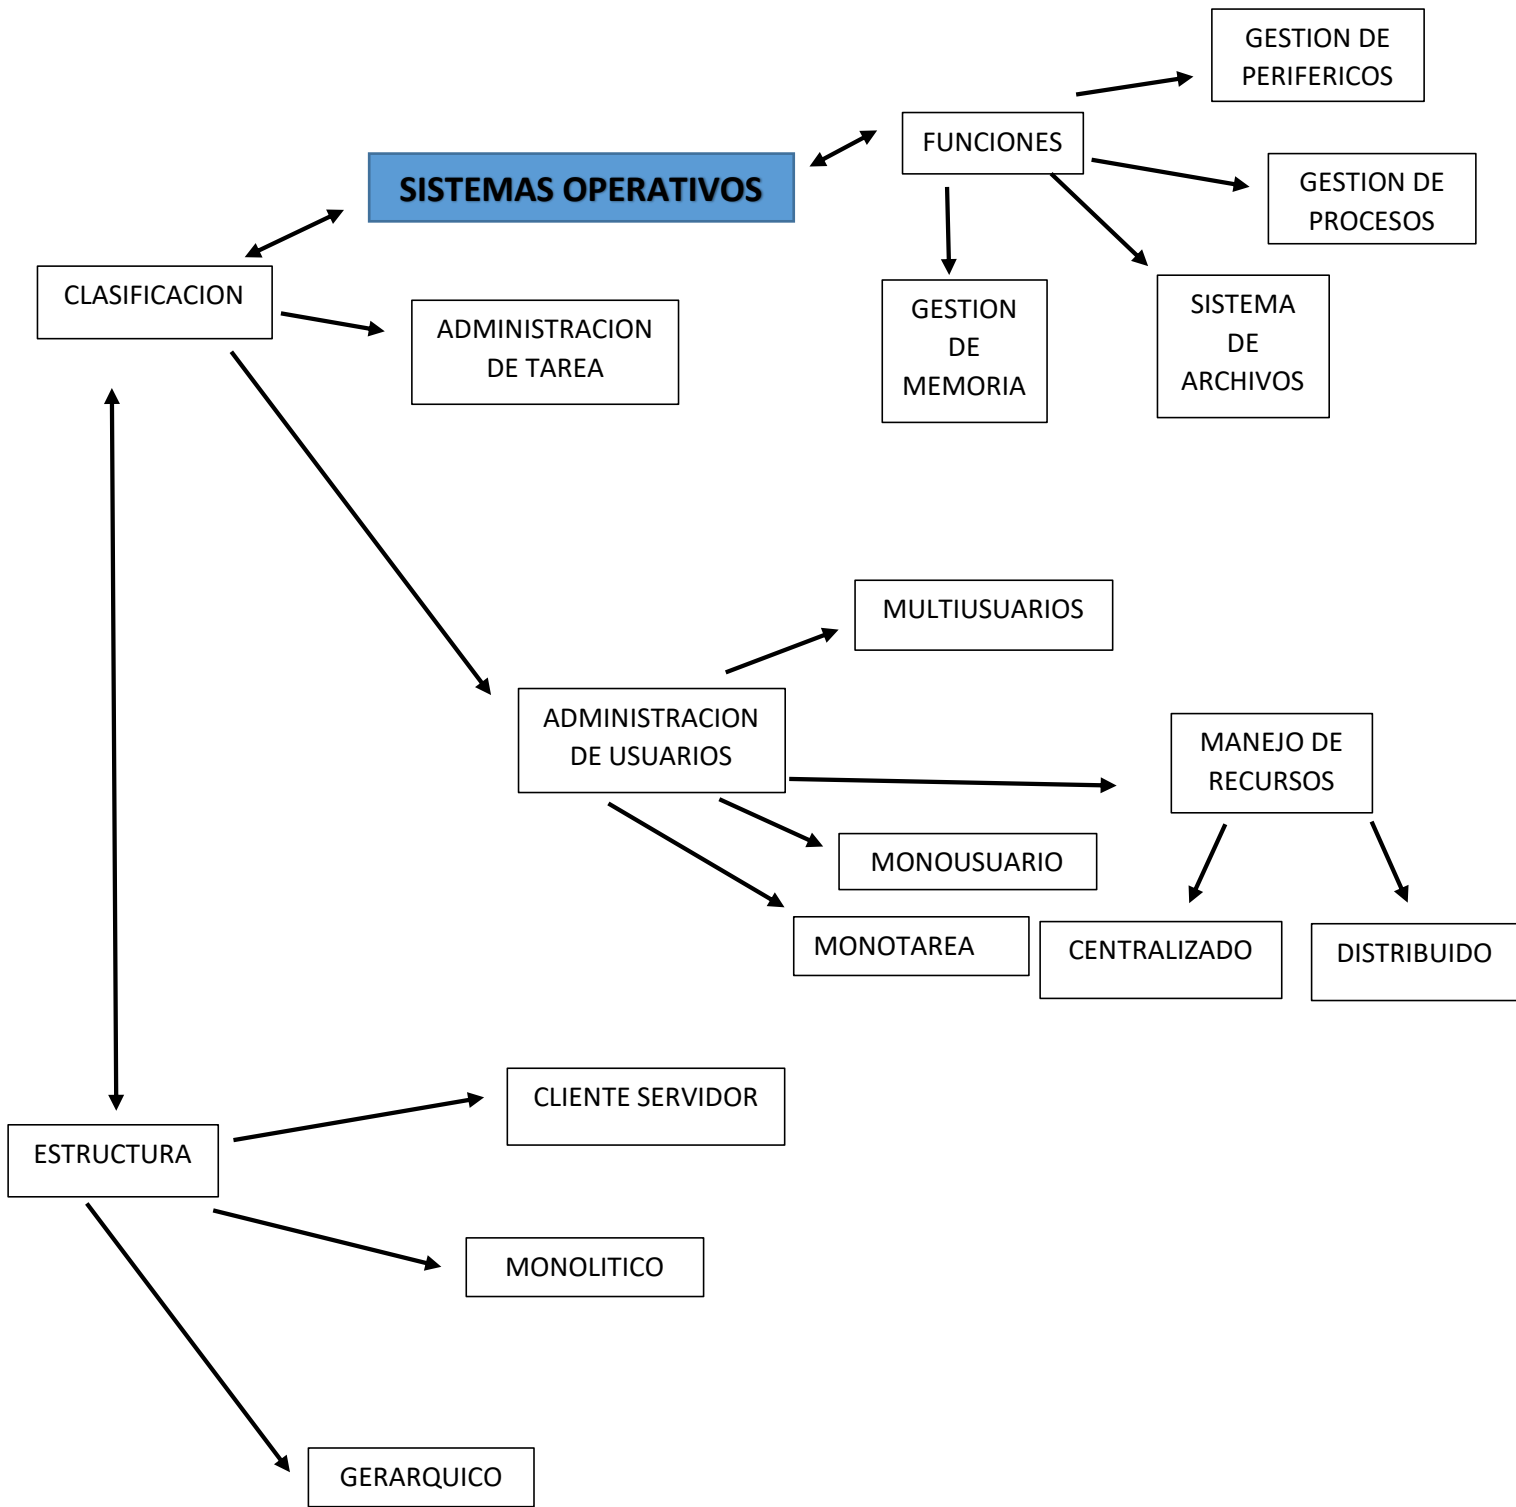 GESTION DE
PERIFERICOS
FUNCIONES
SISTEMAS OPERATIVOS
GESTION DE
PROCESOS
CLASIFICACION
ADMINISTRACION
DE TAREA
GESTION
DE
MEMORIA
SISTEMA
DE
ARCHIVOS
MULTIUSUARIOS
ADMINISTRACION
DE USUARIOS
MANEJO DE
RECURSOS
MONOUSUARIO
MONOTAREA
CENTRALIZADO
DISTRIBUIDO
CLIENTE SERVIDOR
ESTRUCTURA
MONOLITICO
GERARQUICO